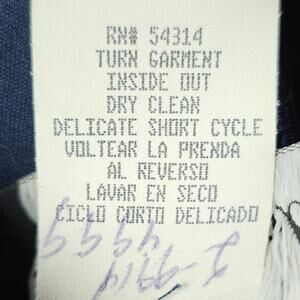 RN# 54314
TURN GARMENT
INSIDE OUT
DRY CLEAN
DELICATE SHORT CYCLE
VOLTEAR LA PRENDA
AL REVERSO
LAVAR EN SECO
CICLO CORTO DELICADO